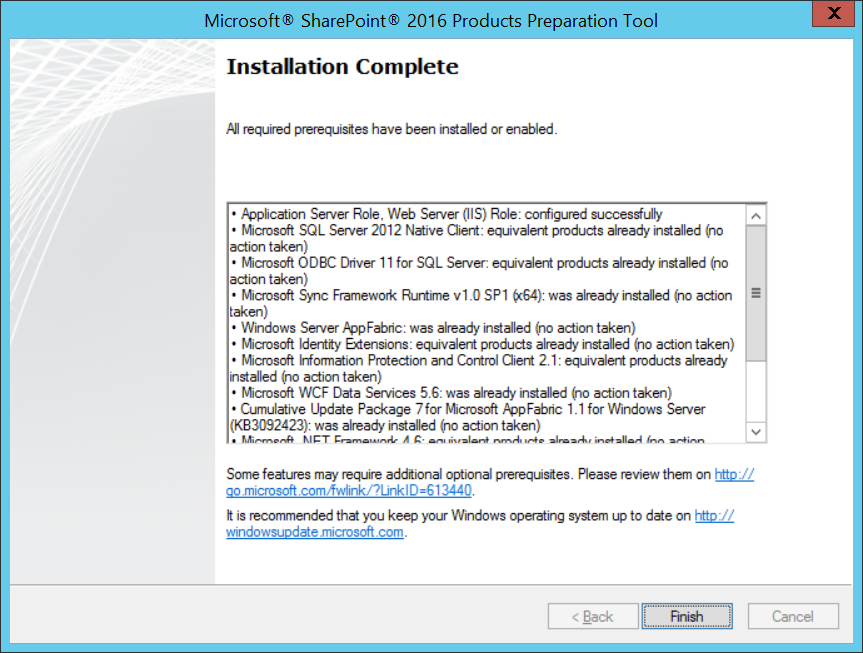 Microsoft® SharePoint® 2016 Products Preparation Tool
Installation Complete
All required prerequisites have been installed or enabled.
• Application Server Role, Web Server (IIS) Role: configured successfully
• Microsoft SQL Server 2012 Native Client: equivalent products already installed (no
action taken)
• Microsoft ODBC Driver 11 for SQL Server: equivalent products already installed (no
action taken)
• Microsoft Sync Framework Runtime v1.0 SP1 (x64): was already installed (no action
taken)
• Windows Server AppFabric: was already installed (no action taken)
• Microsoft Identity Extensions: equivalent products already installed (no action taken)
• Microsoft Information Protection and Control Client 2.1: equivalent products already
installed (no action taken)
• Microsoft WCF Data Services 5.6: was already installed (no action taken)
• Cumulative Update Package 7 for Microsoft AppFabric 1.1 for Windows Server
(KB3092423): was already installed (no action taken)
• Microsoft .NET Framework 4.6: equivalent products already installed (no action
Some features may require additional optional prerequisites. Please review them on http://
go.microsoft.com/fwlink/?LinkID=613440.
It is recommended that you keep your Windows operating system up to date on http://
windowsupdate.microsoft.com.
< Back
Finish
Cancel